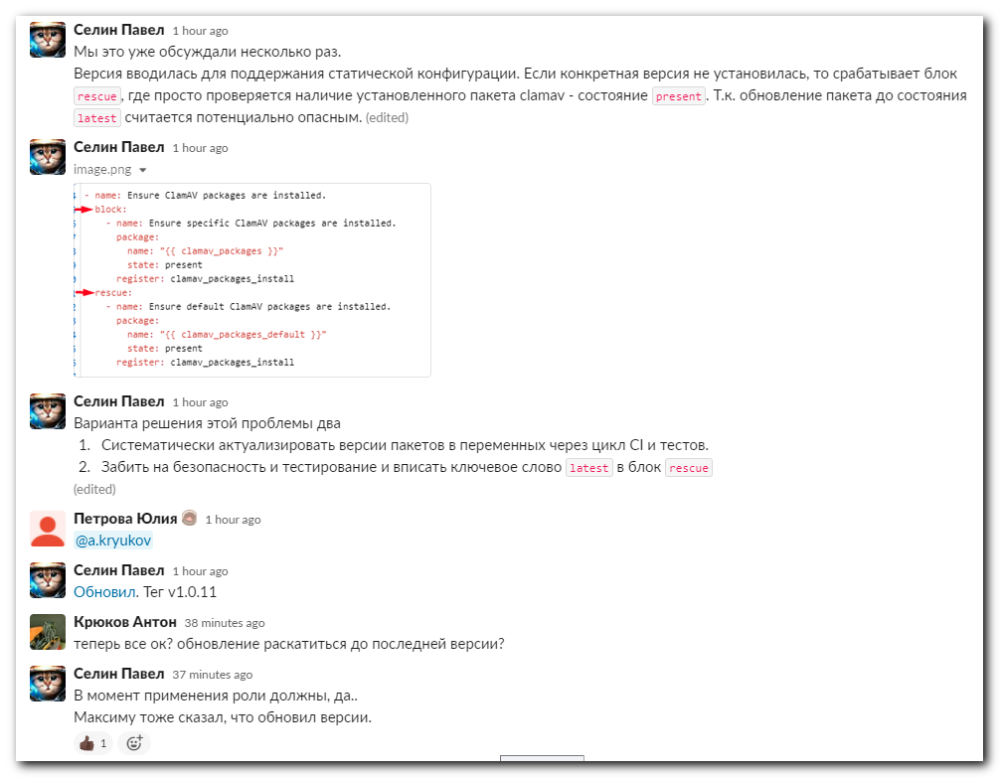 Селин Павел 1 hour ago
Мы это уже обсуждали несколько раз.
Версия вводилась для поддержания статической конфигурации. Если конкретная версия не установилась, то срабатывает блок
rescue, где просто проверяется наличие установленного пакета clamav - состояние present. Т.к. обновление пакета до состояния
latest считается потенциально опасным. (edited)
Селин Павел 1 hour ago
image.png
- name: Ensure ClamAV packages are installed.
block:
- name: Ensure specific ClamAV packages are installed.
package:
name: "{{ clamav_packages }}"
state: present
register: clamav_packages_install
rescue:
- name: Ensure default ClamAV packages are installed.
package:
name: "{{ clamav_packages_default }}"
state: present
register: clamav_packages_install
Селин Павел 1 hour ago
Варианта решения этой проблемы два
1. Систематически актуализировать версии пакетов в переменных через цикл CI и тестов.
2. Забить на безопасность и тестирование и вписать ключевое слово latest в блок rescue
(edited)
Петрова Юлия 1 hour ago
@a.kryukov
Селин Павел 1 hour ago
Обновил. Тег v1.0.11
Крюков Антон 38 minutes ago
теперь все ок? обновление раскатиться до последней версии?
Селин Павел 37 minutes ago
В момент применения роли должны, да..
Максиму тоже сказал, что обновил версии.
1